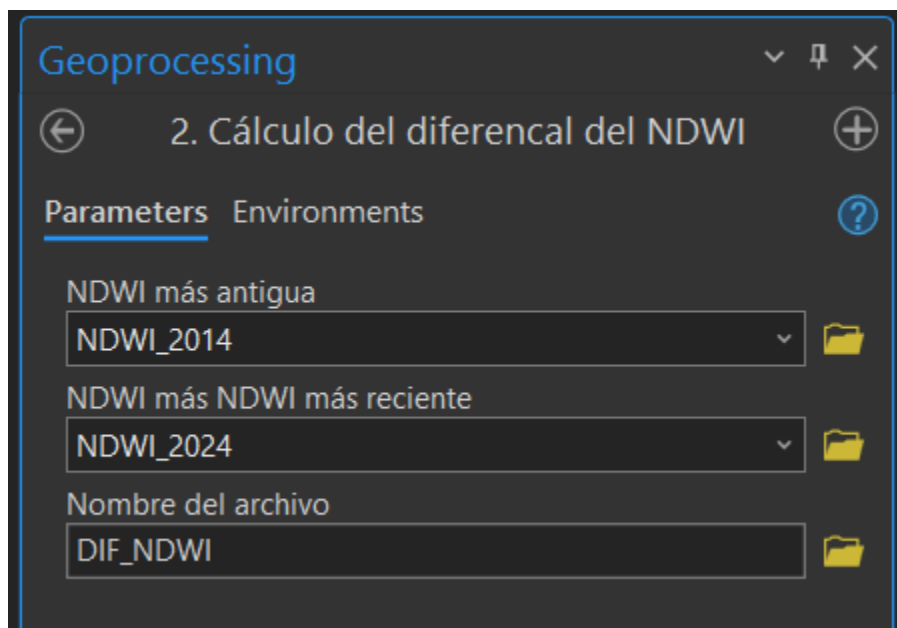 Geoprocessing
2. Cálculo del diferencal del NDWI
Parameters Environments
NDWI más antigua
NDWI_2014
NDWI más NDWI más reciente
NDWI_2024
Nombre del archivo
DIF_NDWI